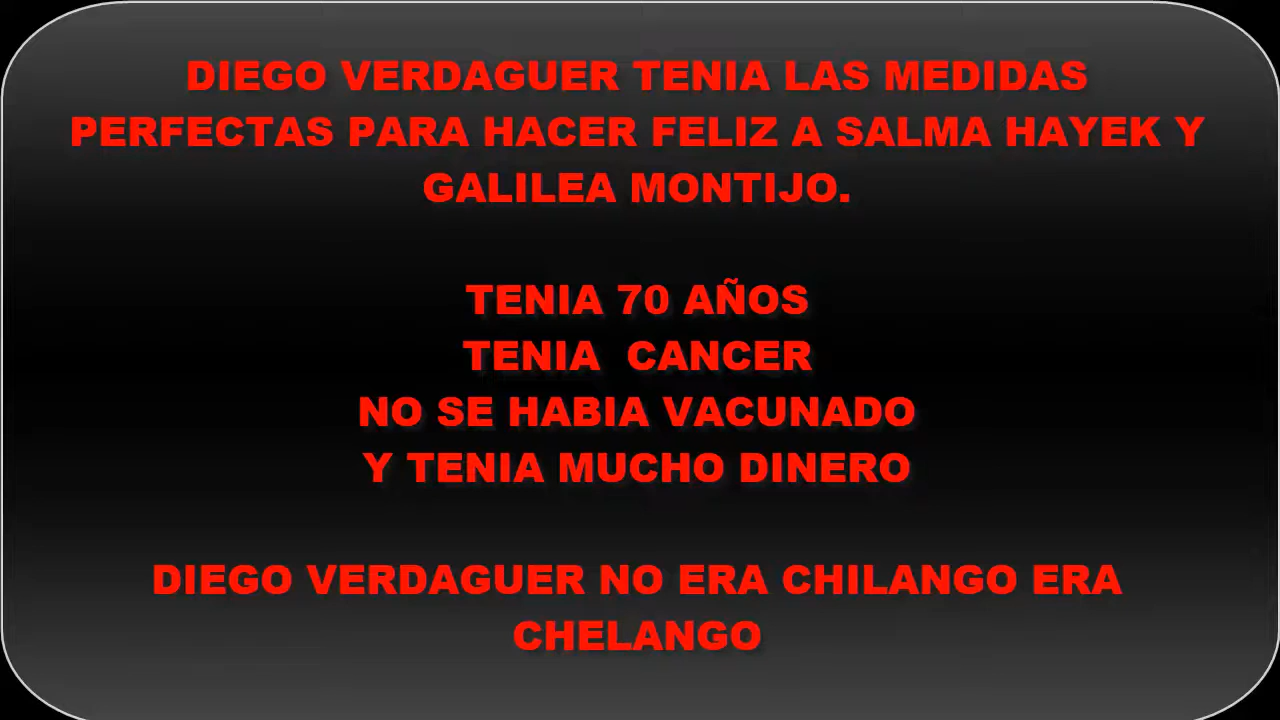 DIEGO VERDAGUER TENIA LAS MEDIDAS
PERFECTAS PARA HACER FELIZ A SALMA HAYEK Y
GALILEA MONTIJO.
TENIA 70 AÑOS
TENIA CANCER
NO SE HABIA VACUNADO
Y TENIA MUCHO DINERO
DIEGO VERDAGUER NO ERA CHILANGO ERA
CHELANGO